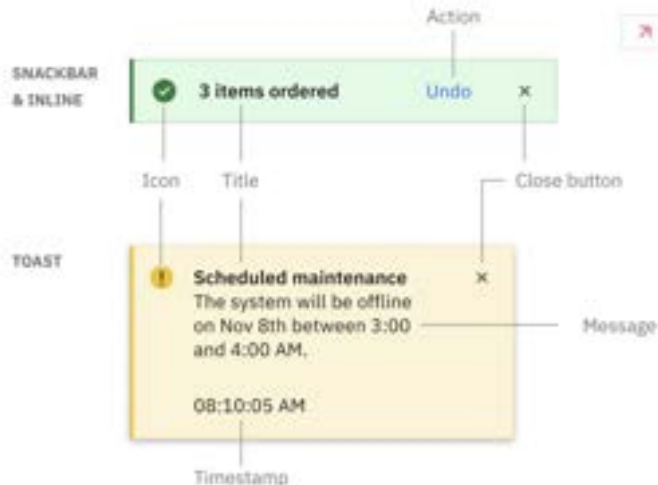 Action
SNACKBAR
& INLINE
3 items ordered
Undo
Icon
Title
Close button
TOAST
Scheduled maintenance
The system will be offline
on Nov 8th between 3:00
and 4:00 AM.
Message
08:10:05 AM
Timestamp